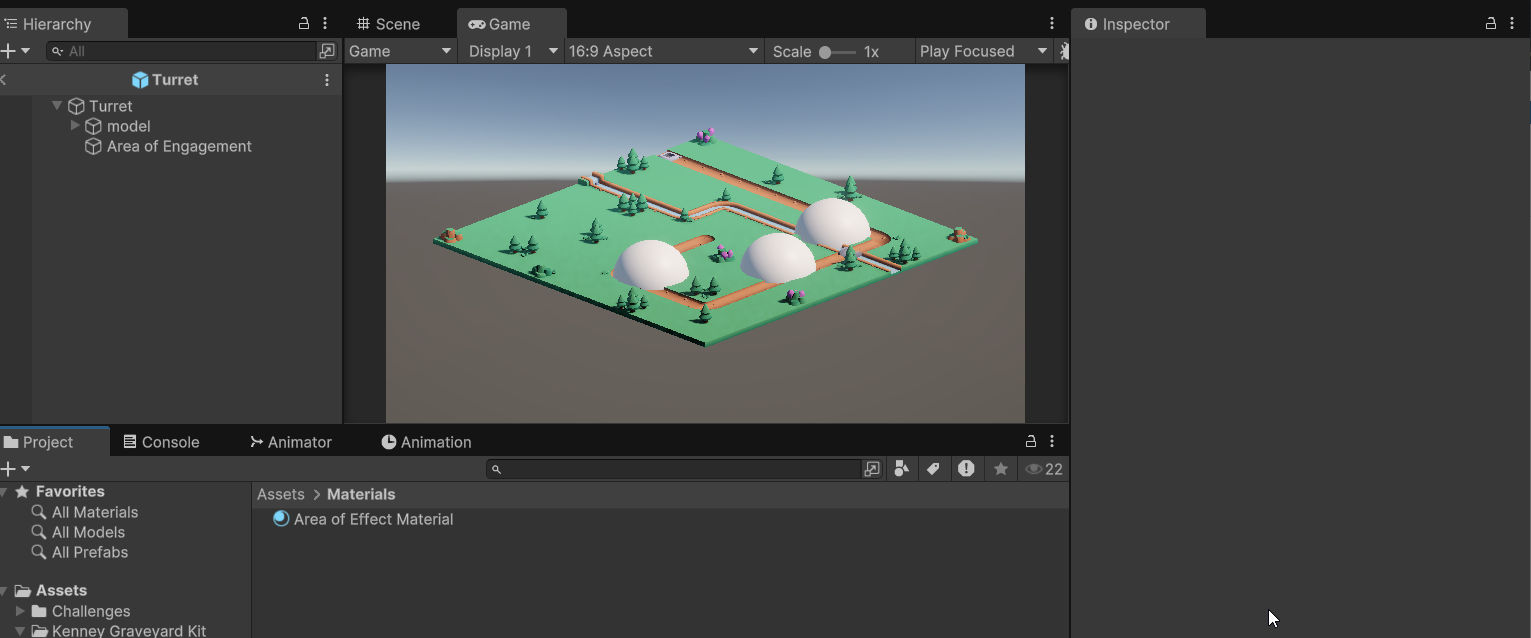 Hierarchy
Scene
Game
Inspector
All
Game
Display 1
16:9 Aspect
Scale
1x
Play Focused
Turret
Turret
model
Area of Engagement
Project
Console
Animator
Animation
22
Favorites
All Materials
All Models
All Prefabs
Assets
Challenges
Kenney Graveyard Kit
Assets > Materials
Area of Effect Material